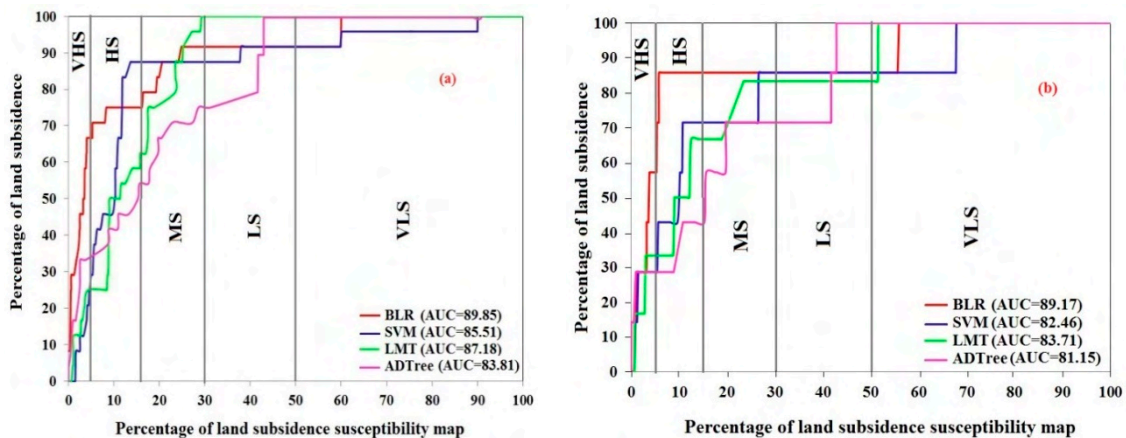 100
90
80
70
60
50
40
30
20
10
0
Percentage of land subsidence
VHS
HS
MS
LS
VLS
(a)
BLR (AUC=89.85)
SVM (AUC=85.51)
LMT (AUC=87.18)
ADTree (AUC=83.81)
0 10 20 30 40 50 60 70 80 90 100
Percentage of land subsidence susceptibility map
100
90
80
70
60
50
40
30
20
10
0
Percentage of land subsidence
VHS
HS
MS
LS
VLS
(b)
BLR (AUC=89.17)
SVM (AUC=82.46)
LMT (AUC=83.71)
ADTree (AUC=81.15)
0 10 20 30 40 50 60 70 80 90 100
Percentage of land subsidence susceptibility map